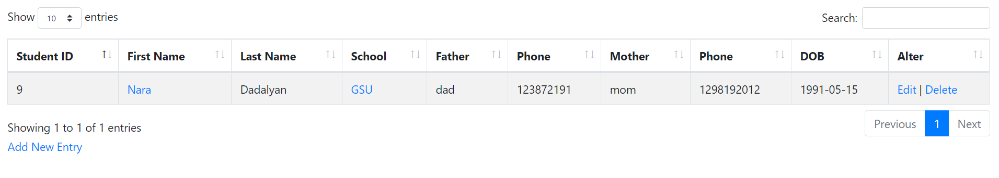 Show 10 entries Search:
Student ID First Name Last Name School Father Phone Mother Phone DOB Alter
9 Nara Dadalyan GSU dad 123872191 mom 1298192012 1991-05-15 Edit | Delete
Showing 1 to 1 of 1 entries Previous 1 Next
Add New Entry